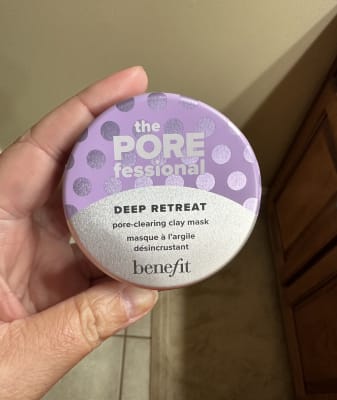 the
PORE
fessional
DEEP RETREAT
pore-clearing clay mask
masque à l'argile
désincrustant
benefit